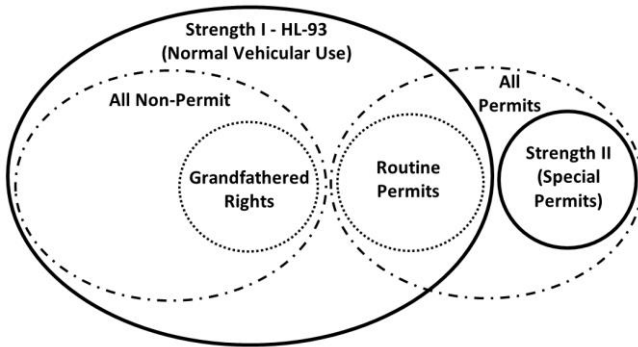 Strength I - HL-93
(Normal Vehicular Use)
All Non-Permit
All
Permits
Grandfathered
Rights
Routine
Permits
Strength II
(Special
Permits)